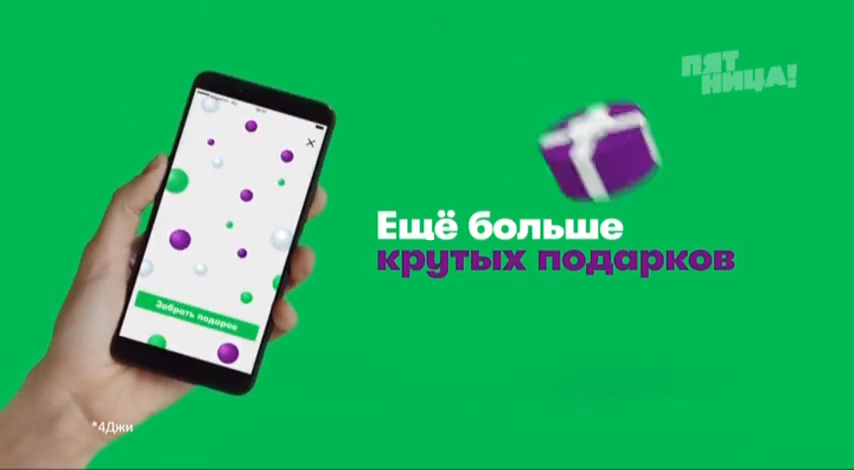 ПЯТ
НИЦА!
Ещё больше
крутых подарков
Забрать подарок
*4Джи